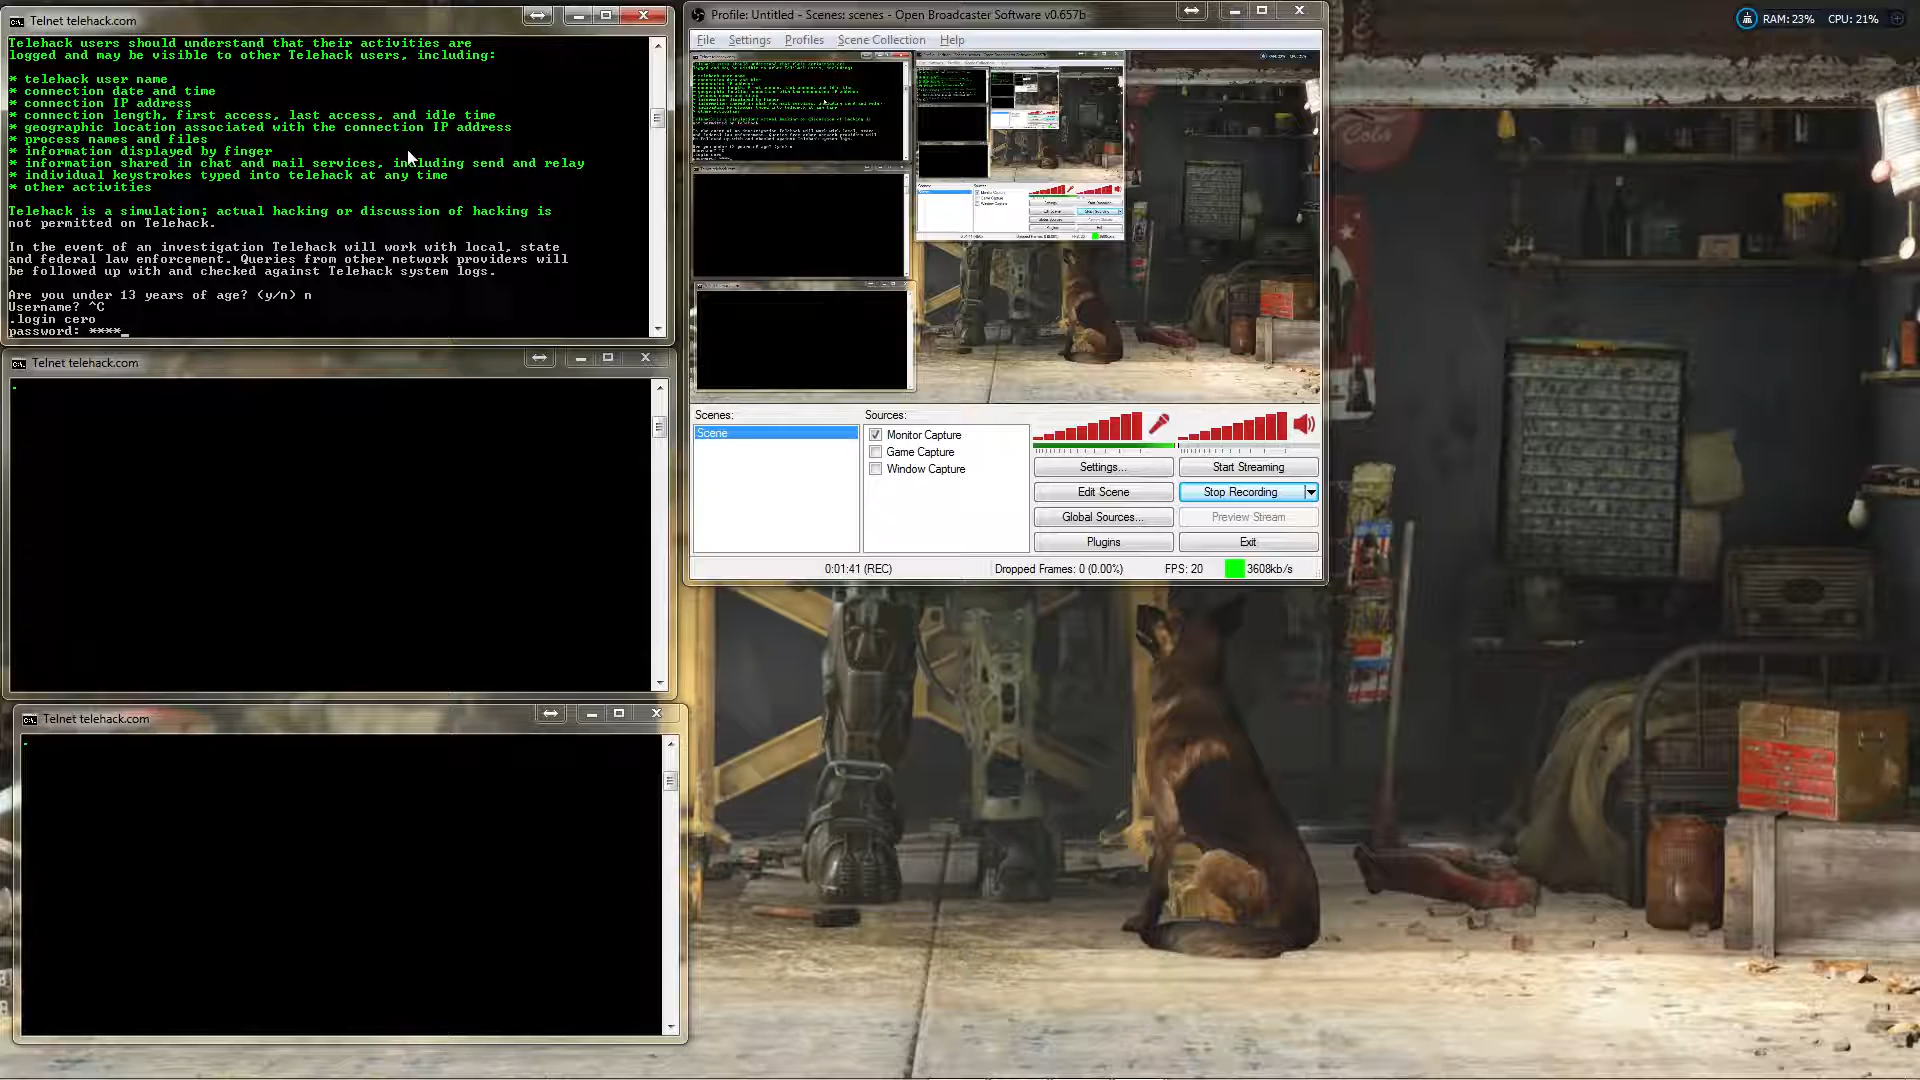 Telnet telehack.com
Telehack users should understand that their activities are
logged and may be visible to other Telehack users, including:
* telehack user name
* connection date and time
* connection IP address
* connection length, first access, last access, and idle time
* geographic location associated with the connection IP address
* process names and files
* information displayed by finger
* information shared in chat and mail services, including send and relay
* individual keystrokes typed into telehack at any time
* other activities
Telehack is a simulation; actual hacking or discussion of hacking is
not permitted on Telehack.
In the event of an investigation Telehack will work with local, state
and federal law enforcement. Queries from other network providers will
be followed up with and checked against Telehack system logs.
Are you under 13 years of age? (y/n) n
Username? ^C
.login cero
password: ****_
Telnet telehack.com
.
Telnet telehack.com
.
Profile: Untitled - Scenes: scenes - Open Broadcaster Software v0.657b
File Settings Profiles Scene Collection Help
Scenes:
Scene
Sources:
Monitor Capture
Game Capture
Window Capture
Settings...
Start Streaming
Edit Scene
Stop Recording
Global Sources...
Preview Stream
Plugins
Exit
0:01:41 (REC)
Dropped Frames: 0 (0.00%)
FPS: 20
3608kb/s
RAM: 23% CPU: 21%
Cola